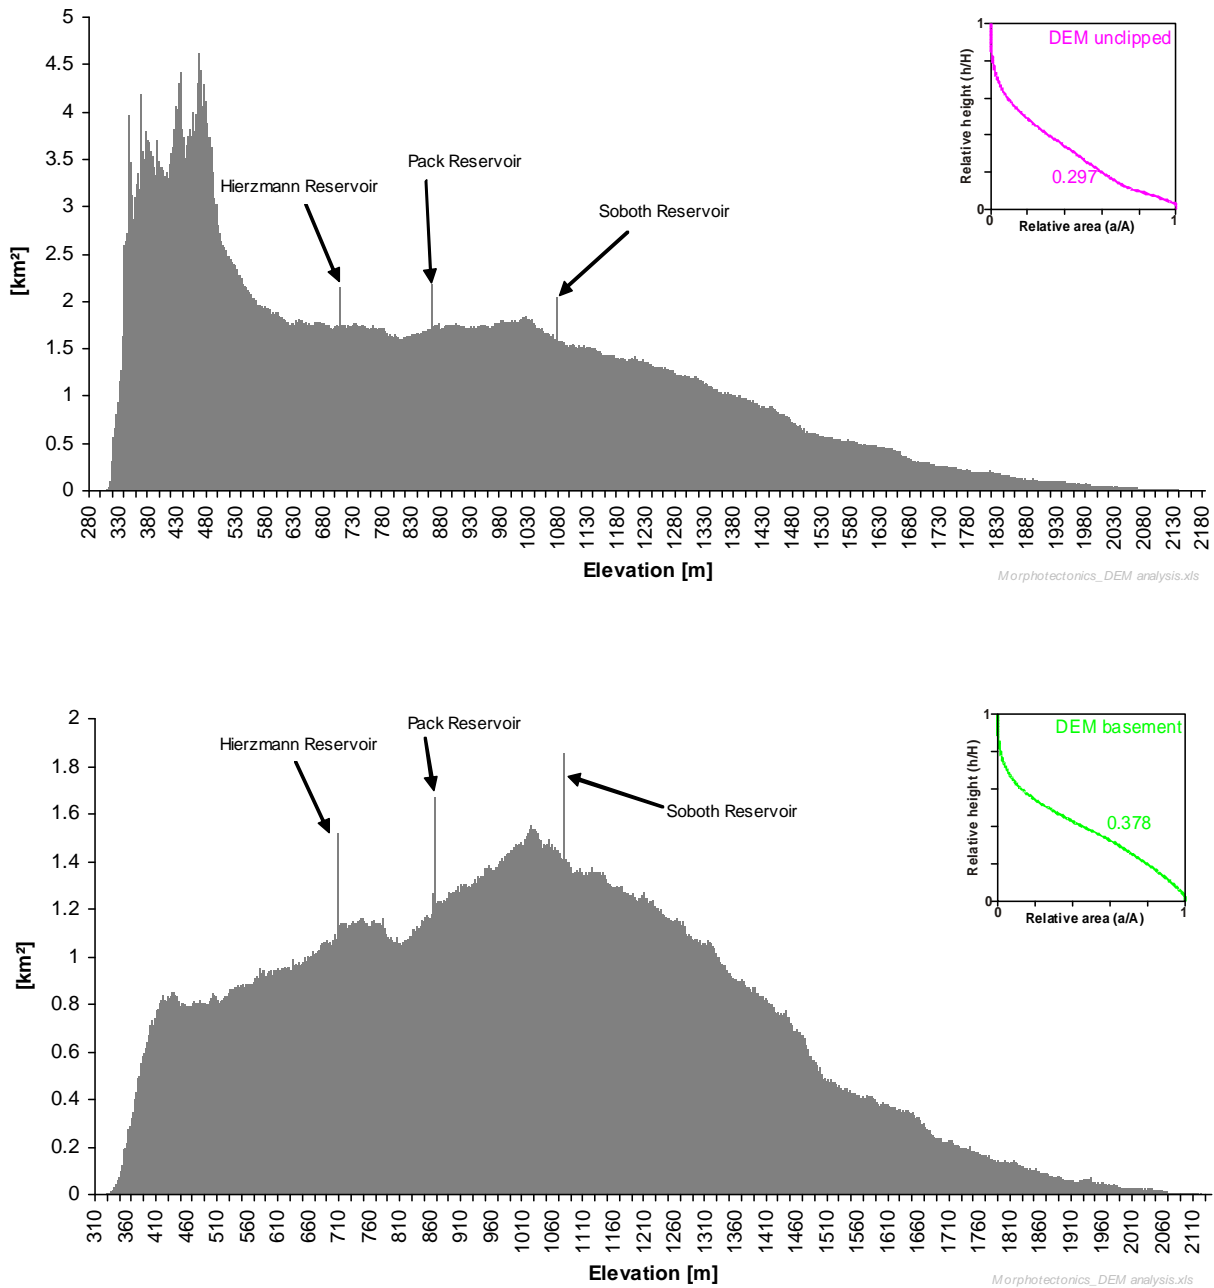 5
4.5
4
3.5
3
2.5
2
1.5
1
0.5
0
[km²]
Hierzmann Reservoir
Pack Reservoir
Soboth Reservoir
280 330 380 430 480 530 580 630 680 730 780 830 880 930 980 1030 1080 1130 1180 1230 1280 1330 1380 1430 1480 1530 1580 1630 1680 1730 1780 1830 1880 1930 1980 2030 2080 2130 2180
Elevation [m]
Morphotectonics_DEM analysis.xls
1
DEM unclipped
Relative height (h/H)
0.297
0
0 1
Relative area (a/A)
2
1.8
1.6
1.4
1.2
1
0.8
0.6
0.4
0.2
0
[km²]
Hierzmann Reservoir
Pack Reservoir
Soboth Reservoir
310 360 410 460 510 560 610 660 710 760 810 860 910 960 1010 1060 1110 1160 1210 1260 1310 1360 1410 1460 1510 1560 1610 1660 1710 1760 1810 1860 1910 1960 2010 2060 2110
Elevation [m]
Morphotectonics_DEM analysis.xls
1
DEM basement
Relative height (h/H)
0.378
0
0 1
Relative area (a/A)